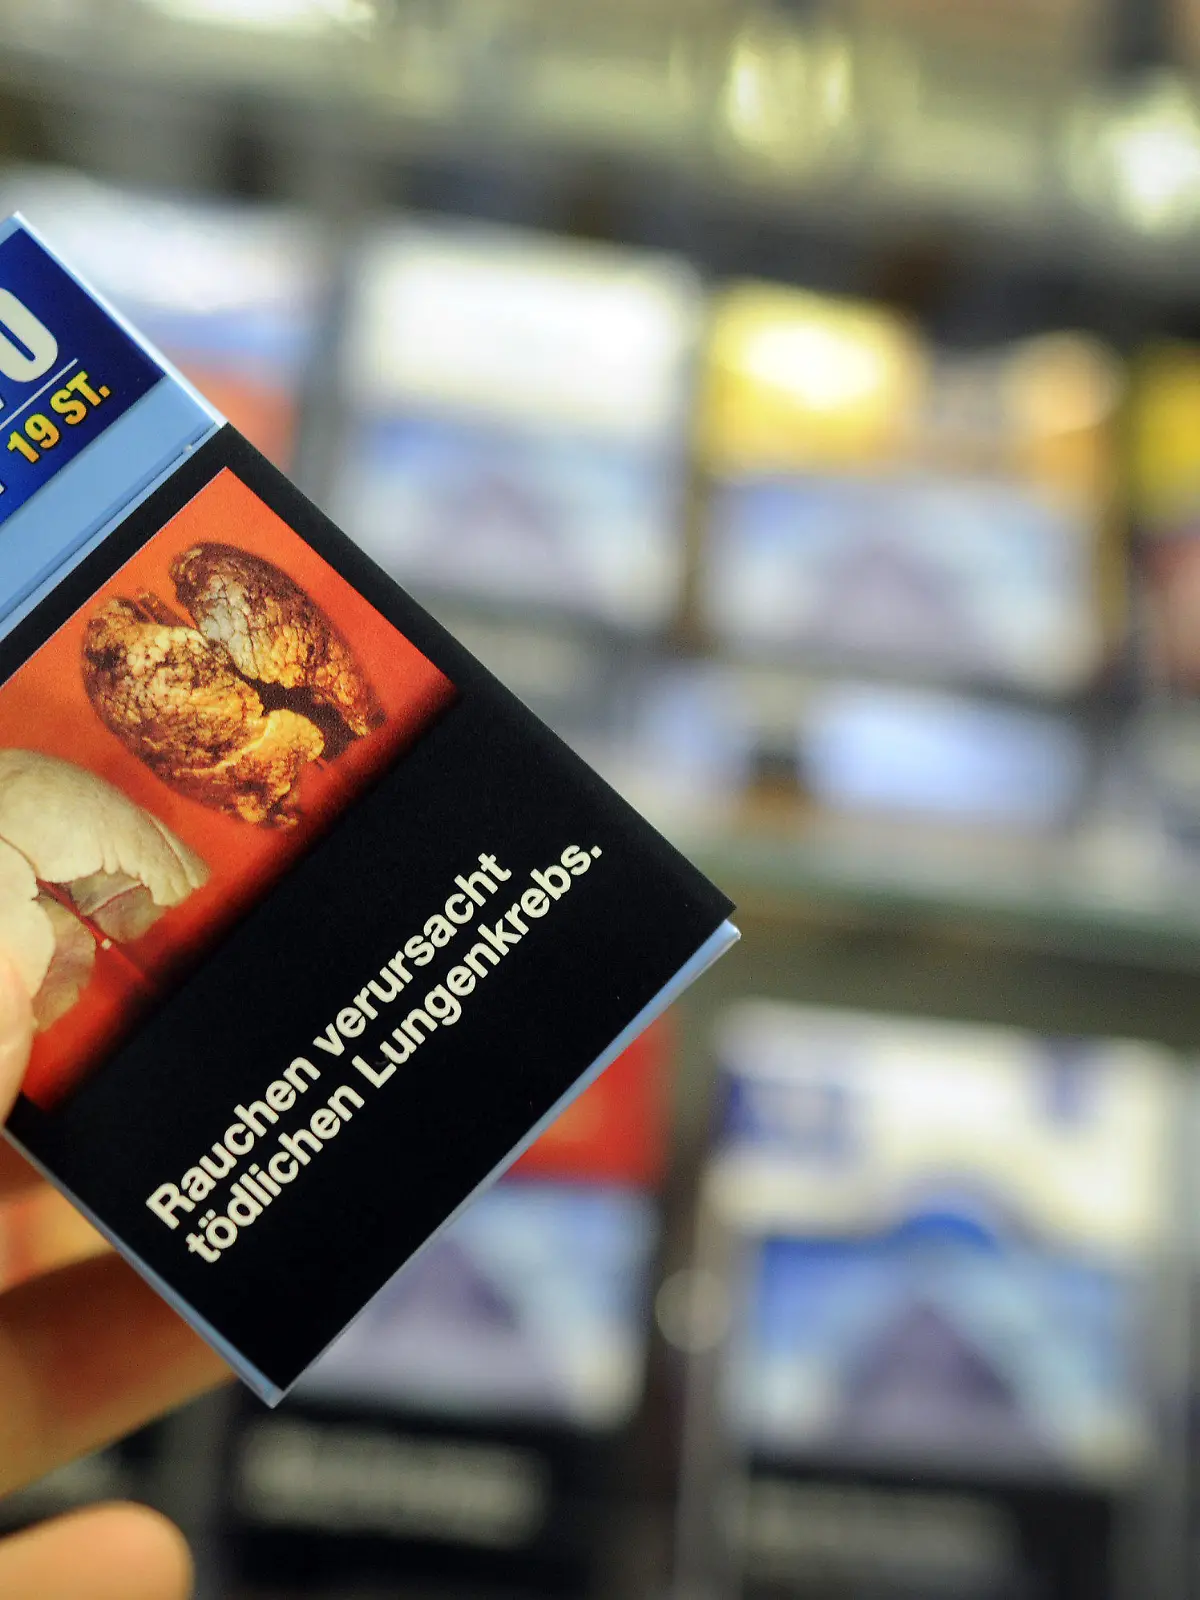 19 ST.
Rauchen verursacht
tödlichen Lungenkrebs.